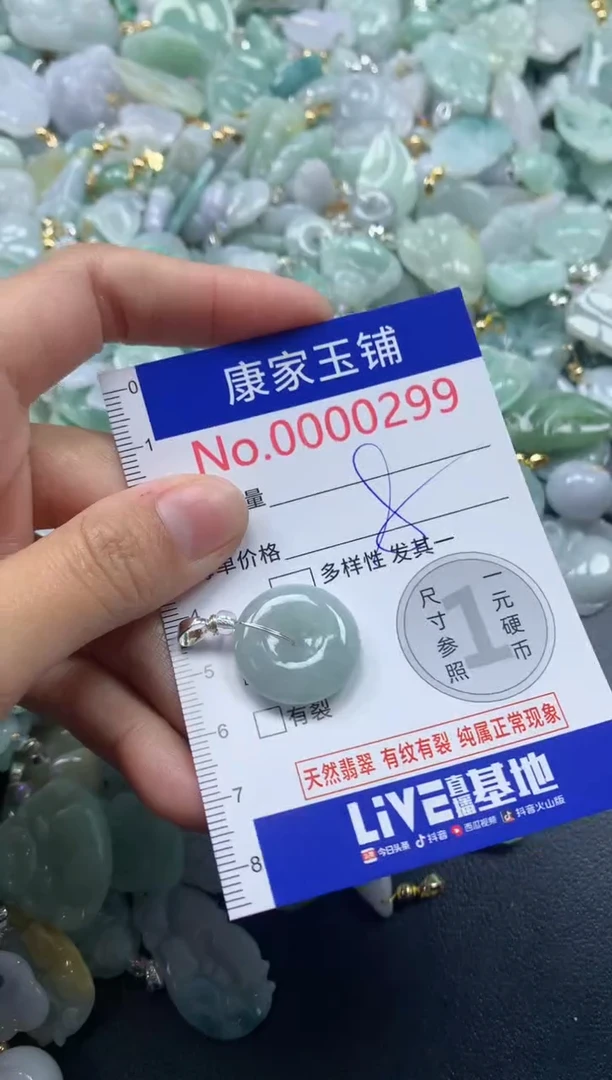 康家玉铺
No.0000299
量
8
单价格
多样性 发其一
尺寸参照
1
一元硬币
有裂
天然翡翠 有纹有裂 纯属正常现象
LiVE直播基地
今日头条 抖音 西瓜视频 抖音火山版
0
1
4
5
6
7
8